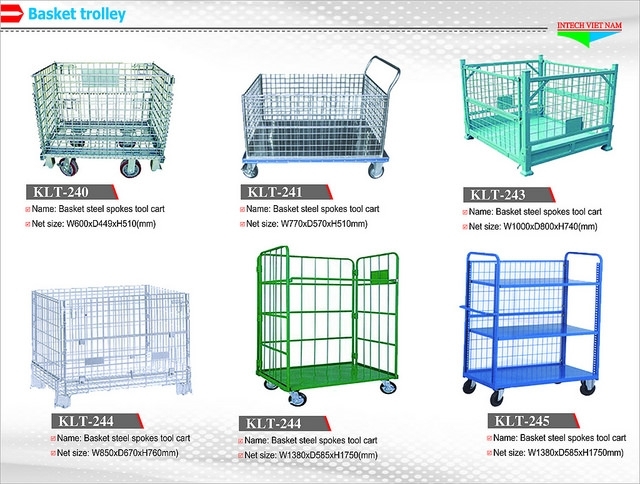 Basket trolley
INTECH VIET NAM
KLT-240
Name: Basket steel spokes tool cart
Net size: W600xD449xH510(mm)
KLT-241
Name: Basket steel spokes tool cart
Net size: W770xD570xH510mm)
KLT-243
Name: Basket steel spokes tool cart
Net size: W1000xD800xH740(mm)
KLT-244
Name: Basket steel spokes tool cart
Net size: W850xD670xH760mm)
KLT-244
Name: Basket steel spokes tool cart
Net size: W1380xD585xH1750(mm)
KLT-245
Name: Basket steel spokes tool cart
Net size: W1380xD585xH1750mm)